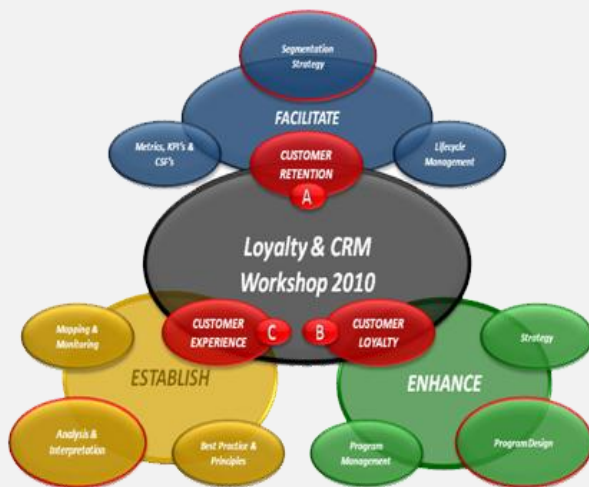 Segmentation
Strategy
FACILITATE
Metrics, KPI's &
CSF's
Lifecycle
Management
CUSTOMER
RETENTION
A
Loyalty & CRM
Workshop 2010
CUSTOMER
EXPERIENCE
C
B
CUSTOMER
LOYALTY
Mapping &
Monitoring
ESTABLISH
Analysis &
Interpretation
Best Practice &
Principles
Strategy
ENHANCE
Program
Management
Program Design